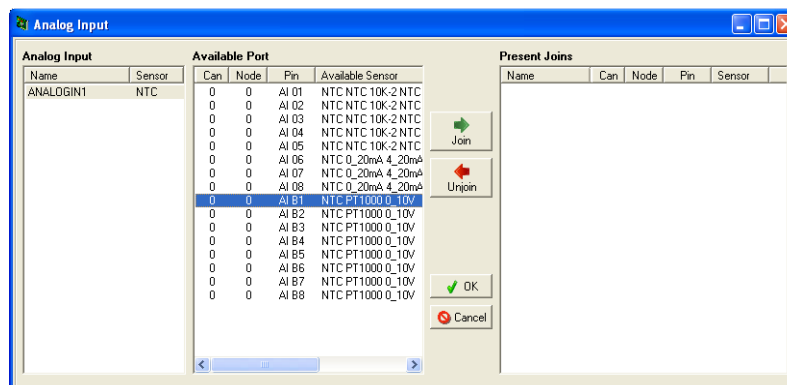 Analog Input
Analog Input
Name Sensor
ANALOGIN1 NTC
Available Port
Can Node Pin Available Sensor
0 0 AI 01 NTC NTC 10K-2 NTC
0 0 AI 02 NTC NTC 10K-2 NTC
0 0 AI 03 NTC NTC 10K-2 NTC
0 0 AI 04 NTC NTC 10K-2 NTC
0 0 AI 05 NTC NTC 10K-2 NTC
0 0 AI 06 NTC 0_20mA 4_20mA
0 0 AI 07 NTC 0_20mA 4_20mA
0 0 AI 08 NTC 0_20mA 4_20mA
0 0 AI B1 NTC PT1000 0_10V
0 0 AI B2 NTC PT1000 0_10V
0 0 AI B3 NTC PT1000 0_10V
0 0 AI B4 NTC PT1000 0_10V
0 0 AI B5 NTC PT1000 0_10V
0 0 AI B6 NTC PT1000 0_10V
0 0 AI B7 NTC PT1000 0_10V
0 0 AI B8 NTC PT1000 0_10V
Join
Unjoin
OK
Cancel
Present Joins
Name Can Node Pin Sensor